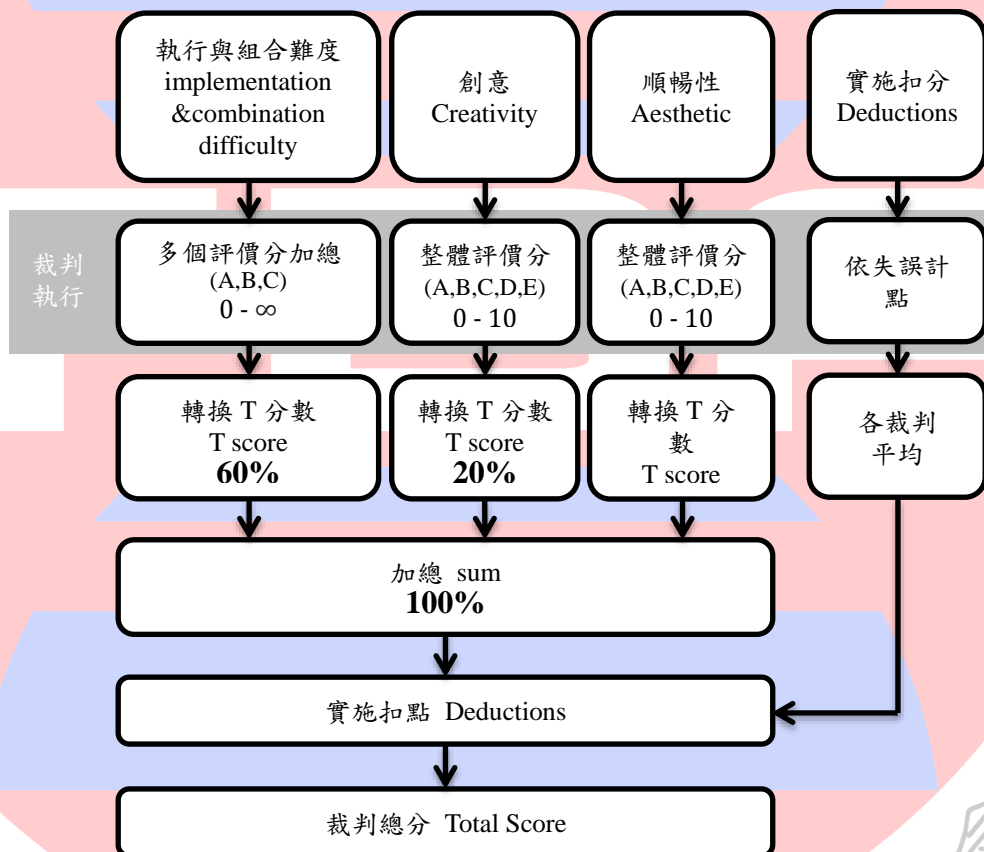 執行與組合難度
implementation
&combination
difficulty
創意
Creativity
順暢性
Aesthetic
實施扣分
Deductions
裁判
執行
多個評價分加總
(A,B,C)
0 - ∞
整體評價分
(A,B,C,D,E)
0 - 10
整體評價分
(A,B,C,D,E)
0 - 10
依失誤計
點
轉換 T 分數
T score
60%
轉換 T 分數
T score
20%
轉換 T 分
數
T score
各裁判
平均
加總 sum
100%
實施扣點 Deductions
裁判總分 Total Score